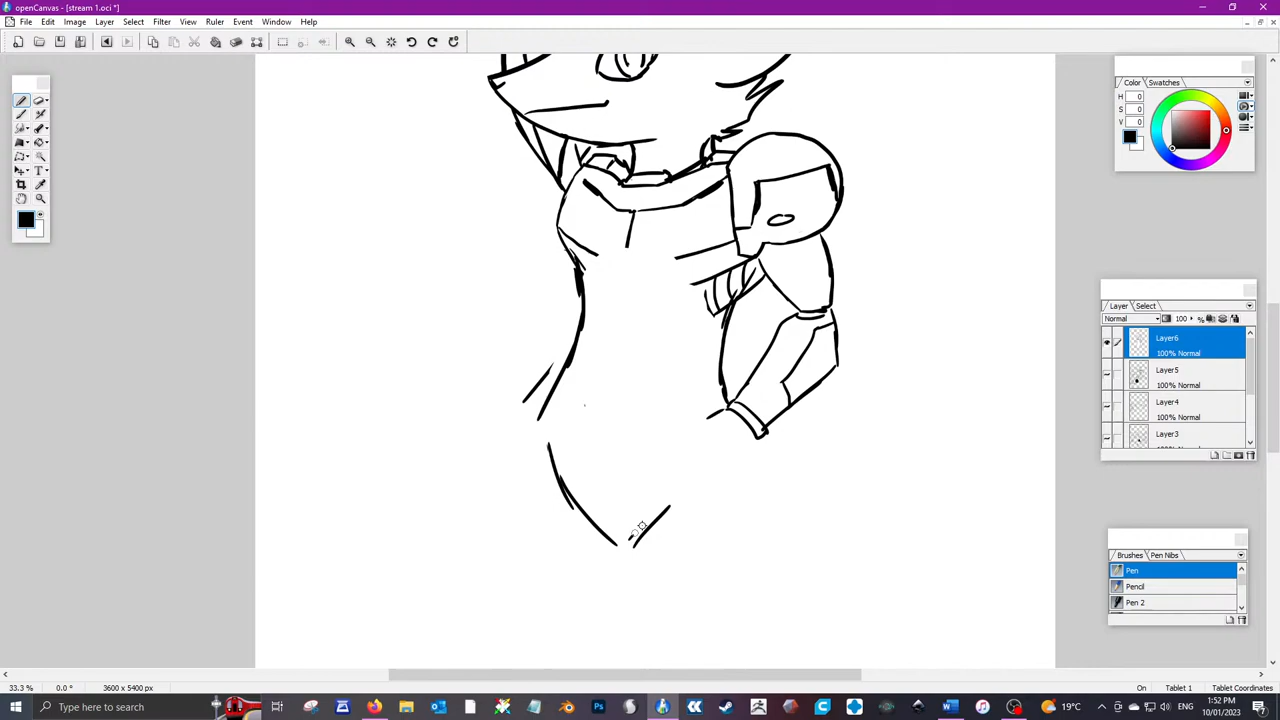 openCanvas - [stream 1.oci *]
File Edit Image Layer Select Filter View Ruler Event Window Help
Color Swatches
H 0
S 0
V 0
Layer Select
Normal 100 %
Layer6
100% Normal
Layer5
100% Normal
Layer4
100% Normal
Layer3
100% Normal
Brushes Pen Nibs
Pen
Pencil
Pen 2
33.3 % 0.0 ° 3600 x 5400 px On Tablet 1 Tablet Coordinates
Type here to search
19°C
1:52 PM
10/01/2023